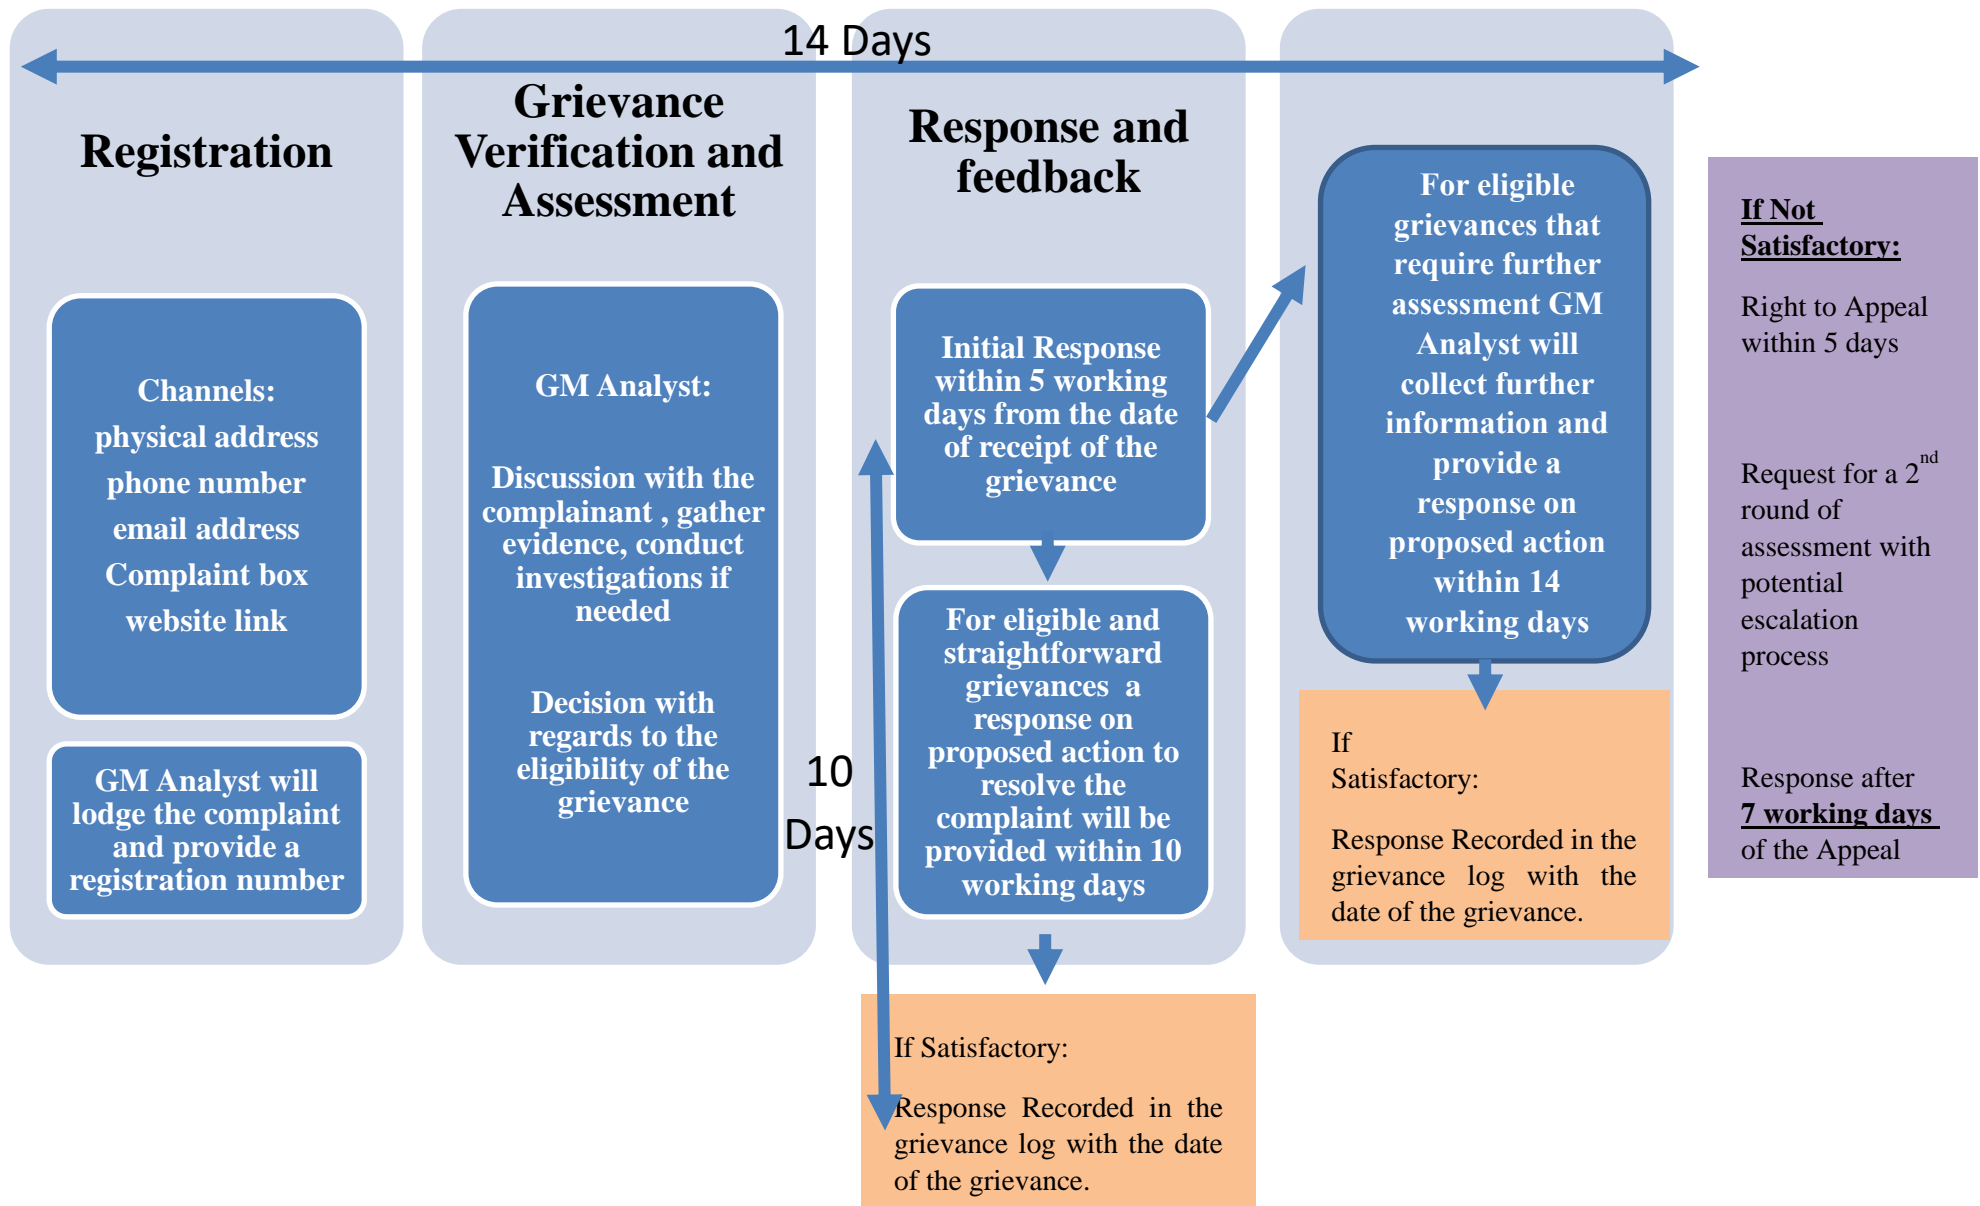 14 Days
Registration
Channels:
physical address
phone number
email address
Complaint box
website link
GM Analyst will
lodge the complaint
and provide a
registration number
Grievance
Verification and
Assessment
GM Analyst:
Discussion with the
complainant , gather
evidence, conduct
investigations if
needed
Decision with
regards to the
eligibility of the
grievance
Response and
feedback
Initial Response
within 5 working
days from the date
of receipt of the
grievance
10
Days
For eligible and
straightforward
grievances a
response on
proposed action to
resolve the
complaint will be
provided within 10
working days
If Satisfactory:
Response Recorded in the
grievance log with the date
of the grievance.
For eligible
grievances that
require further
assessment GM
Analyst will
collect further
information and
provide a
response on
proposed action
within 14
working days
If
Satisfactory:
Response Recorded in the
grievance log with the
date of the grievance.
If Not
Satisfactory:
Right to Appeal
within 5 days
Request for a 2nd
round of
assessment with
potential
escalation
process
Response after
7 working days
of the Appeal